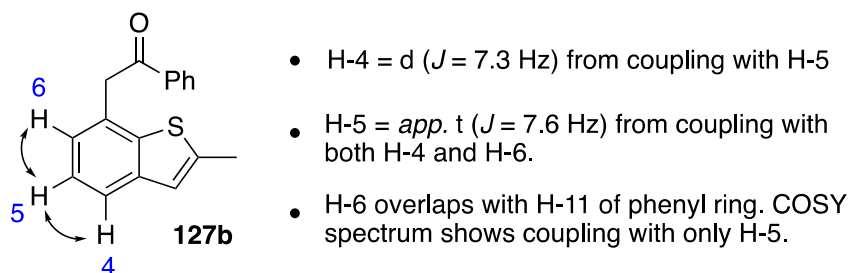 O
Ph
6
H
S
H
5
H
127b
4
• H-4 = d (J = 7.3 Hz) from coupling with H-5
• H-5 = app. t (J = 7.6 Hz) from coupling with
both H-4 and H-6.
• H-6 overlaps with H-11 of phenyl ring. COSY
spectrum shows coupling with only H-5.